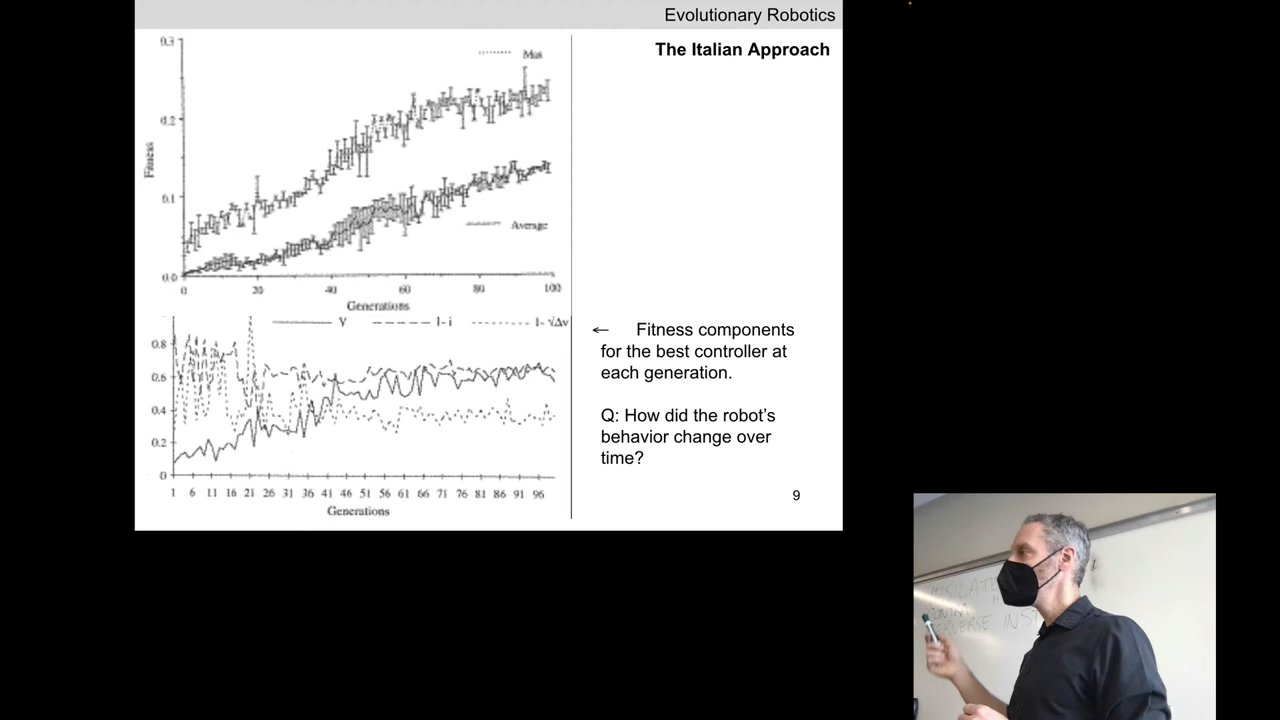 Evolutionary Robotics
The Italian Approach
0.3
Max
0.2
Fitness
0.1
Average
0.0
0 20 40 60 80 100
Generations
V 1- i 1- √Δv
0.8
0.6
0.4
0.2
0
1 6 11 16 21 26 31 36 41 46 51 56 61 66 71 76 81 86 91 96
Generations
← Fitness components
for the best controller at
each generation.
Q: How did the robot's
behavior change over
time?
9